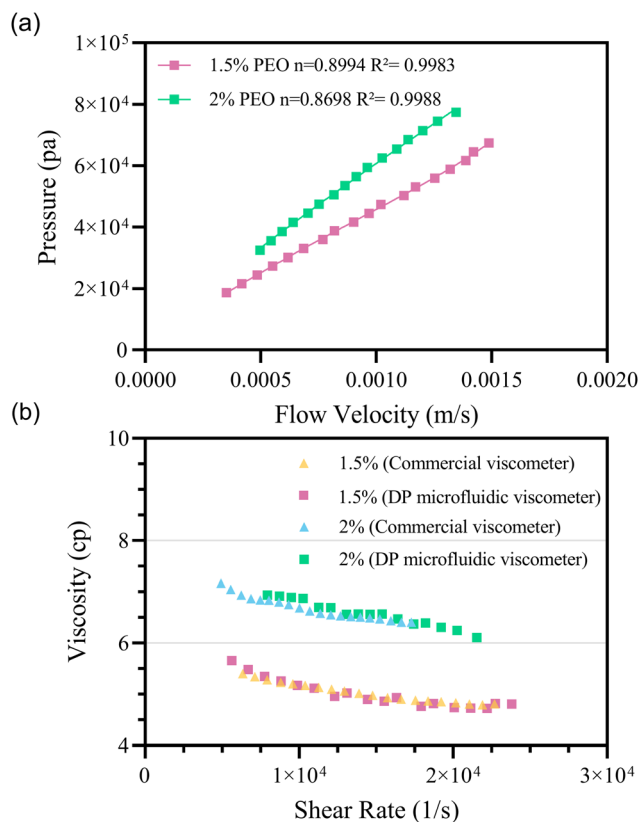 (a)
1×10⁵
8×10⁴
6×10⁴
4×10⁴
2×10⁴
0
Pressure (pa)
1.5% PEO n=0.8994 R²= 0.9983
2% PEO n=0.8698 R²= 0.9988
0.0000 0.0005 0.0010 0.0015 0.0020
Flow Velocity (m/s)
(b)
10
8
6
4
Viscosity (cp)
1.5% (Commercial viscometer)
1.5% (DP microfluidic viscometer)
2% (Commercial viscometer)
2% (DP microfluidic viscometer)
0 1×10⁴ 2×10⁴ 3×10⁴
Shear Rate (1/s)